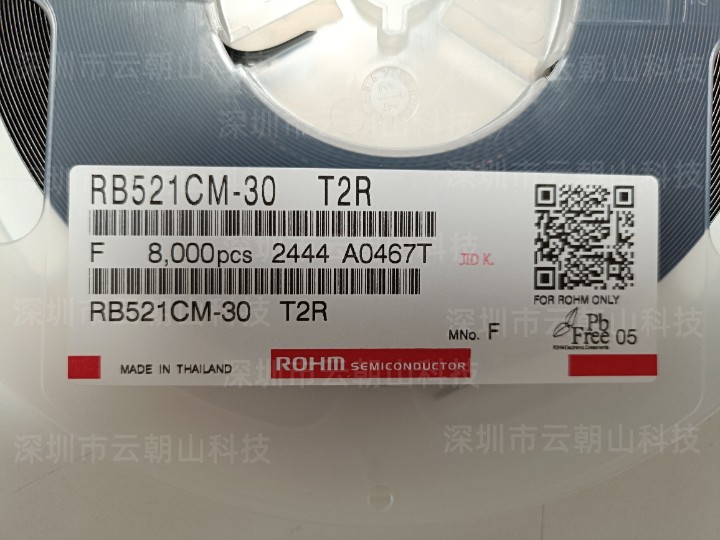 RB521CM-30 T2R
F 8,000pcs 2444 A0467T
RB521CM-30 T2R
FOR ROHM ONLY
MNo. F
Pb
Free 05
MADE IN THAILAND
ROHM SEMICONDUCTOR
深圳市云朝山科技
深圳市云朝山科技
深圳市云朝山科技
深圳市云朝山科技
深圳市云朝山科技